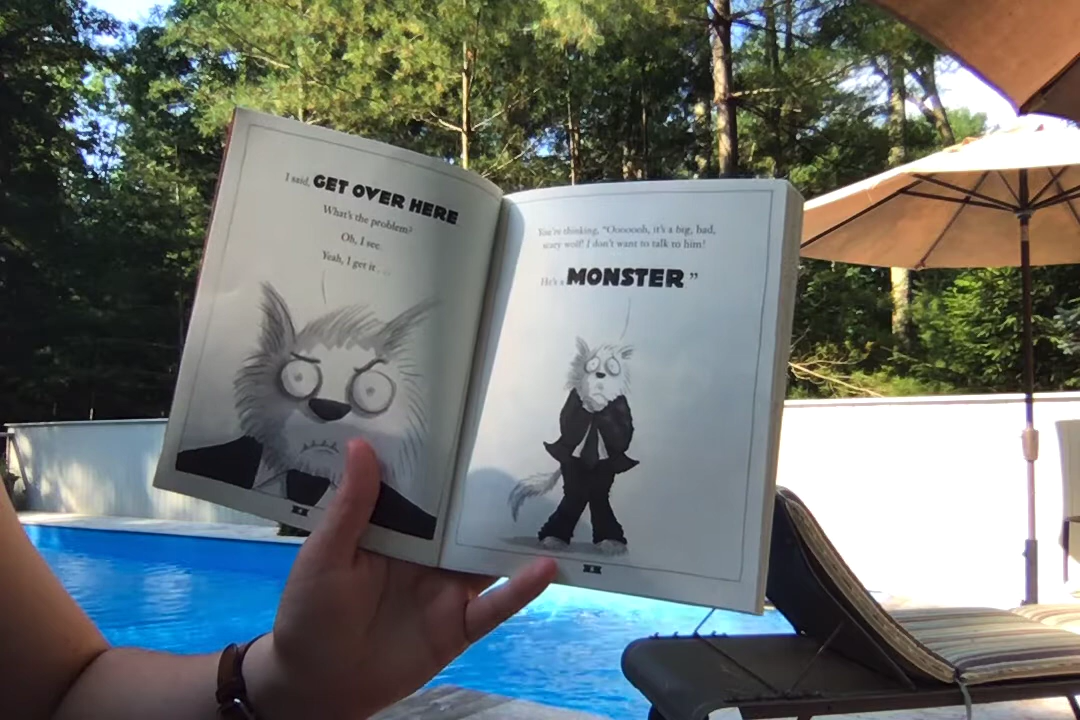 I said, GET OVER HERE
What's the problem?
Oh, I see.
Yeah, I get it . . .
You're thinking, "Ooooooh, it's a big, bad,
scary wolf! I don't want to talk to him!
He's a MONSTER."